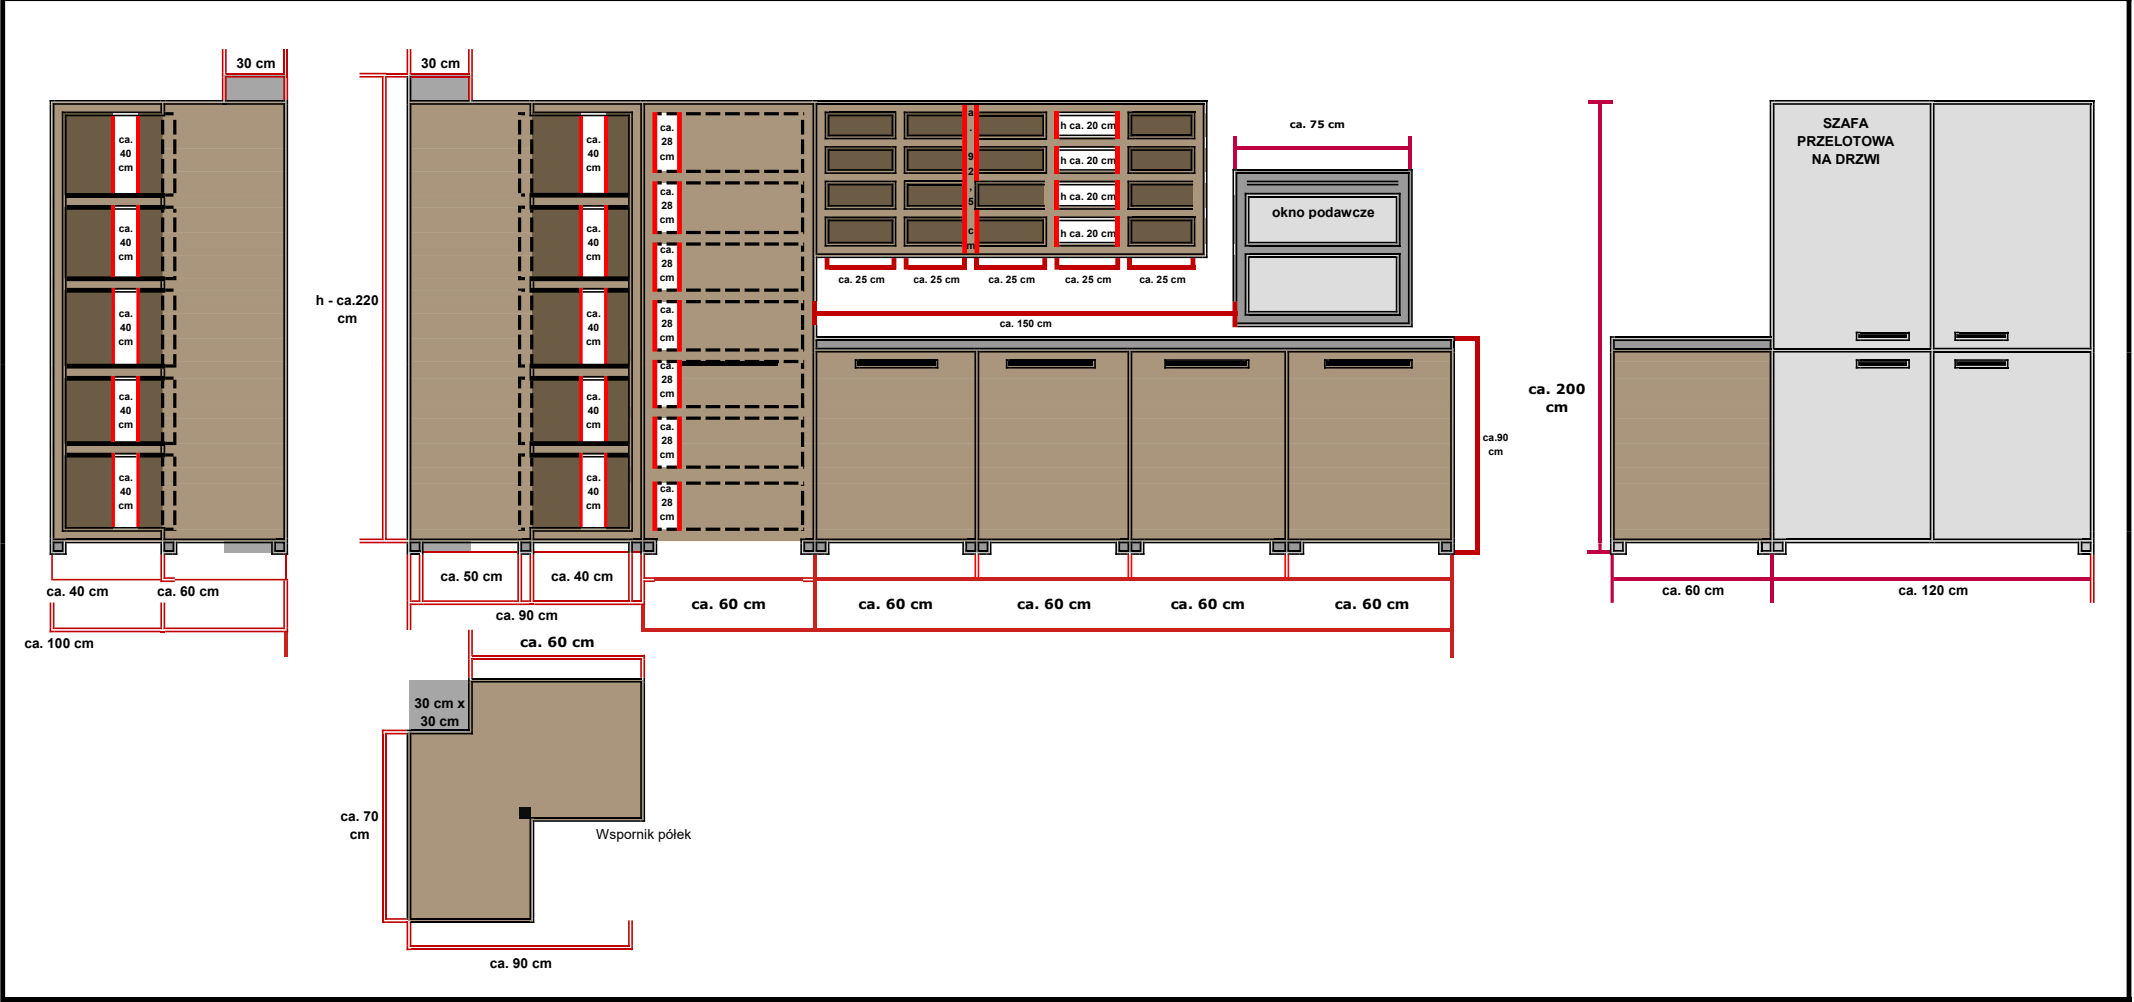 30 cm
30 cm
ca. 75 cm
SZAFA
PRZELOTOWA
NA DRZWI
ca.
40
cm
ca.
40
cm
ca.
40
cm
ca.
40
cm
ca.
40
cm
h - ca.220
cm
ca.
40
cm
ca.
40
cm
ca.
40
cm
ca.
40
cm
ca.
40
cm
ca.
28
cm
ca.
28
cm
ca.
28
cm
ca.
28
cm
ca.
28
cm
ca.
28
cm
ca.
28
cm
a
.
9
2
,
5
c
m
h ca. 20 cm
h ca. 20 cm
h ca. 20 cm
h ca. 20 cm
okno podawcze
ca. 25 cm
ca. 25 cm
ca. 25 cm
ca. 25 cm
ca. 25 cm
ca. 150 cm
ca.90
cm
ca. 200
cm
ca. 40 cm
ca. 60 cm
ca. 100 cm
ca. 50 cm
ca. 40 cm
ca. 90 cm
ca. 60 cm
ca. 60 cm
ca. 60 cm
ca. 60 cm
ca. 60 cm
ca. 60 cm
ca. 120 cm
ca. 60 cm
30 cm x
30 cm
ca. 70
cm
Wspornik półek
ca. 90 cm